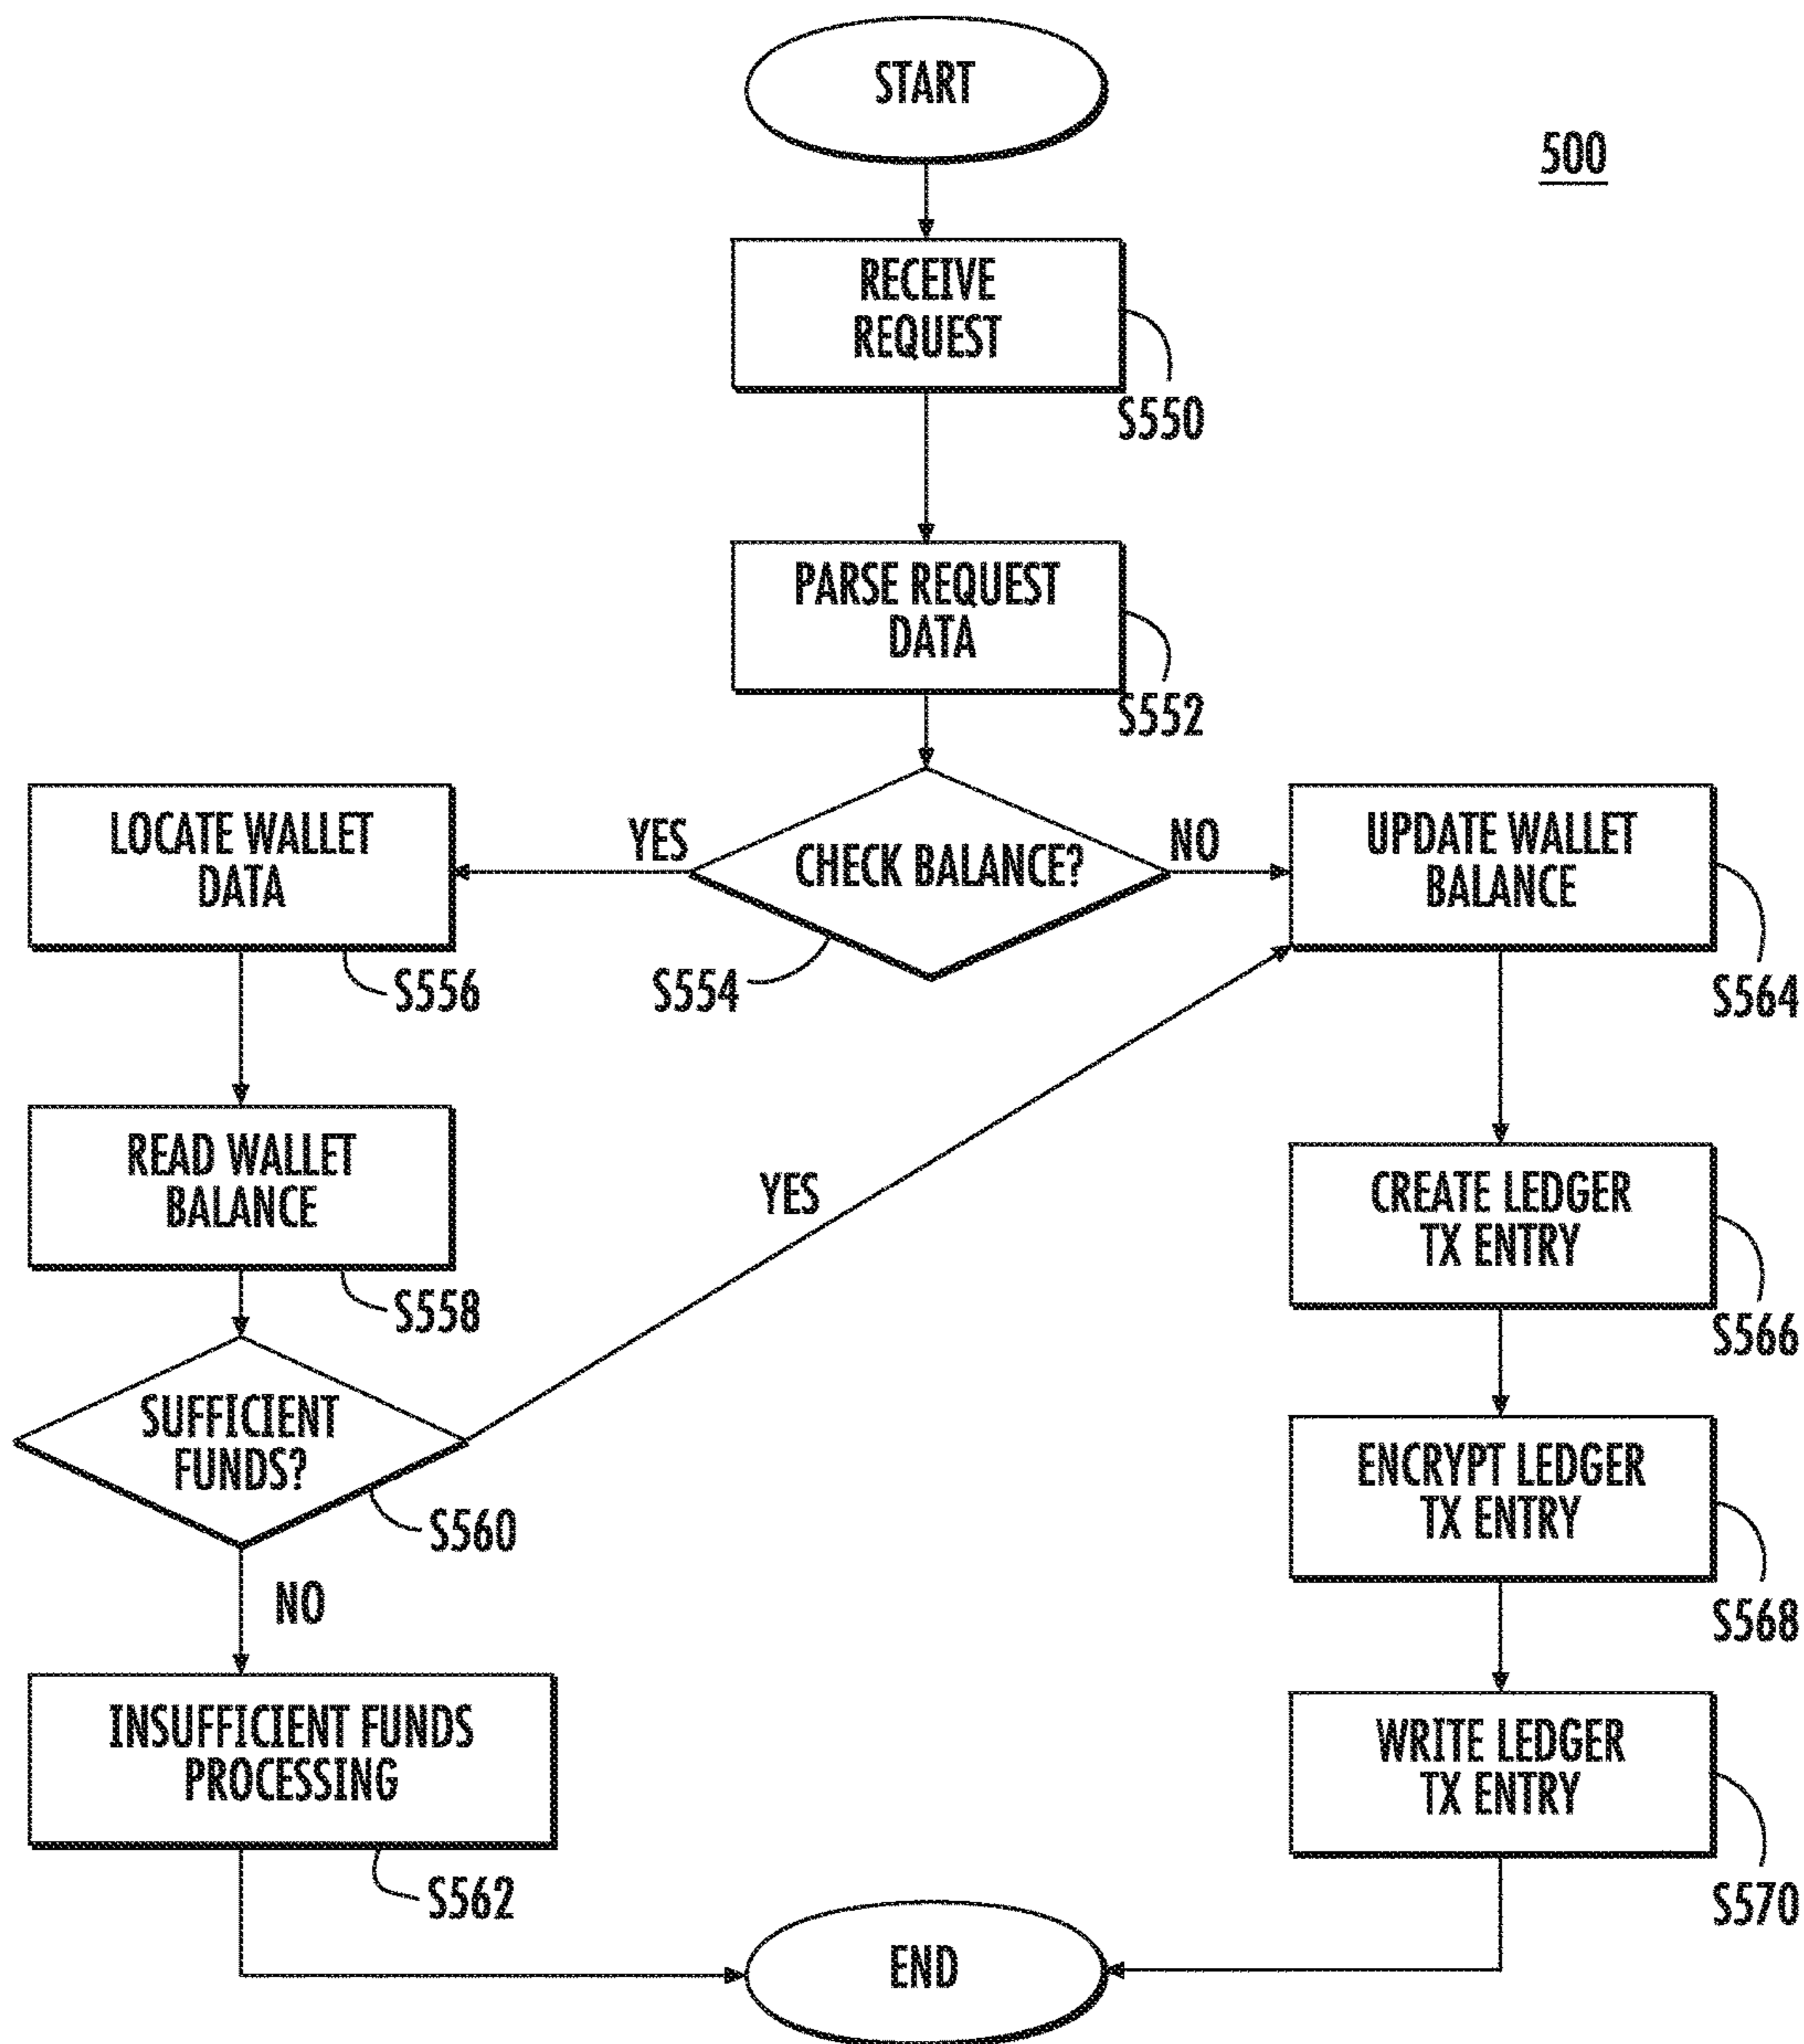 START
500
RECEIVE
REQUEST
S550
PARSE REQUEST
DATA
S552
LOCATE WALLET
DATA
S556
YES
CHECK BALANCE?
NO
S554
UPDATE WALLET
BALANCE
S564
READ WALLET
BALANCE
S558
YES
CREATE LEDGER
TX ENTRY
S566
SUFFICIENT
FUNDS?
S560
NO
ENCRYPT LEDGER
TX ENTRY
S568
INSUFFICIENT FUNDS
PROCESSING
S562
WRITE LEDGER
TX ENTRY
S570
END